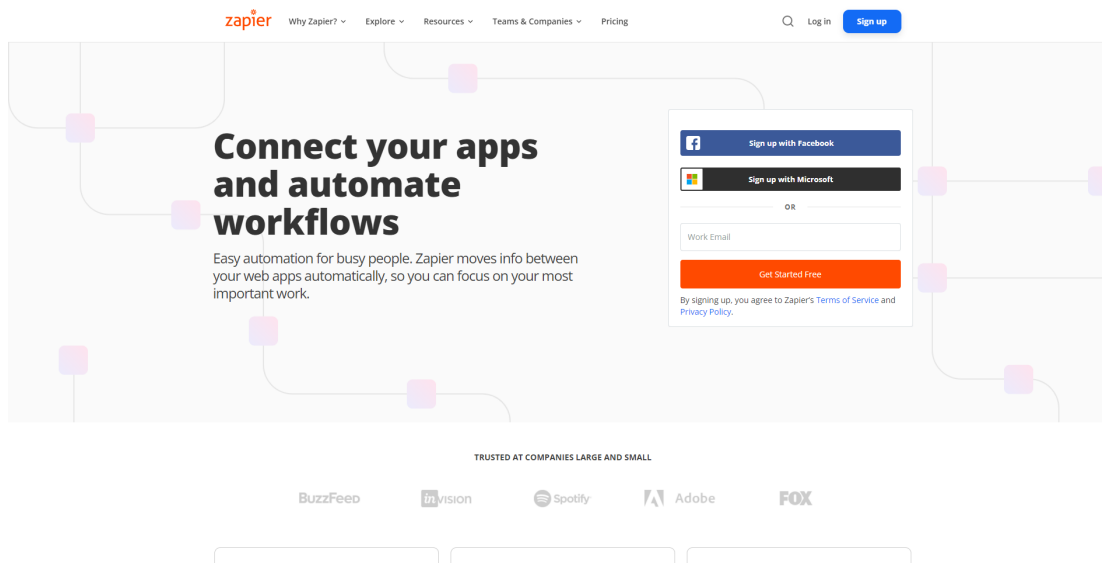 zapier Why Zapier? Explore Resources Teams & Companies Pricing Log in Sign up
Connect your apps
and automate
workflows
Easy automation for busy people. Zapier moves info between
your web apps automatically, so you can focus on your most
important work.
Sign up with Facebook
Sign up with Microsoft
OR
Work Email
Get Started Free
By signing up, you agree to Zapier's Terms of Service and
Privacy Policy.
TRUSTED AT COMPANIES LARGE AND SMALL
BuzzFeed inVISION Spotify Adobe FOX